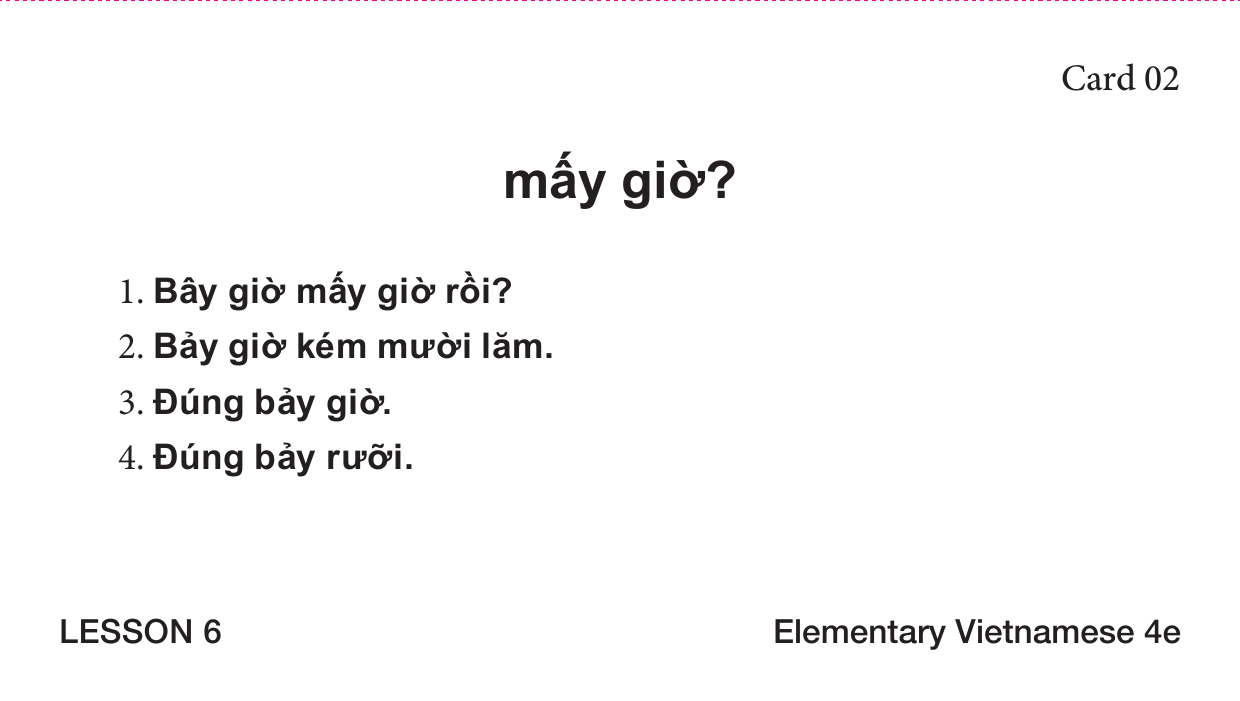 Card 02
mấy giờ?
1. Bây giờ mấy giờ rồi?
2. Bảy giờ kém mười lăm.
3. Đúng bảy giờ.
4. Đúng bảy rưỡi.
LESSON 6
Elementary Vietnamese 4e